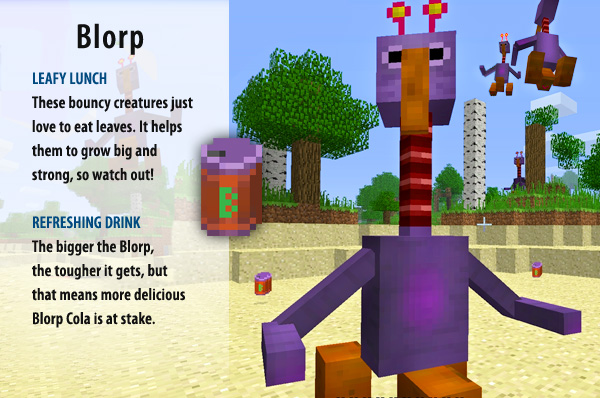 Blorp
LEAFY LUNCH
These bouncy creatures just
love to eat leaves. It helps
them to grow big and
strong, so watch out!
B
REFRESHING DRINK
The bigger the Blorp,
the tougher it gets, but
that means more delicious
Blorp Cola is at stake.